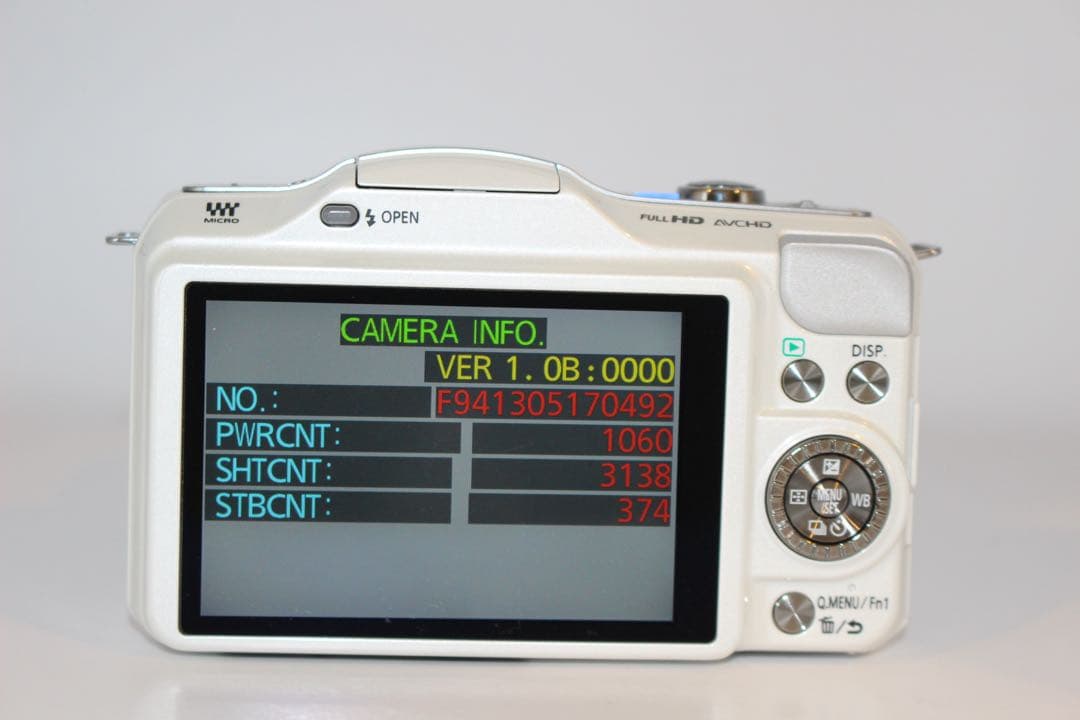 MICRO
OPEN
FULL HD AVCHD
CAMERA INFO.
VER 1. 0B:0000
NO.: F941305170492
PWRCNT: 1060
SHTCNT: 3138
STBCNT: 374
DISP.
MENU
/SET
WB
Q.MENU/Fn1